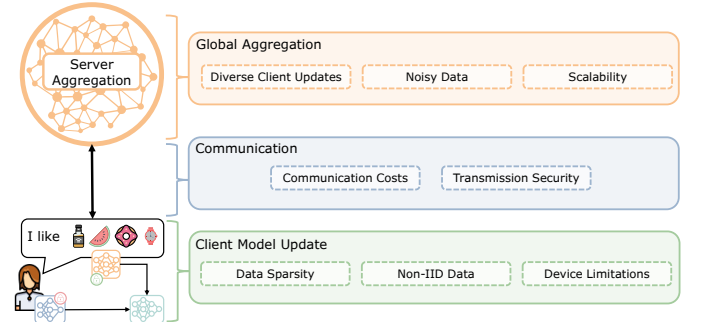 Server
Aggregation
Global Aggregation
Diverse Client Updates
Noisy Data
Scalability
Communication
Communication Costs
Transmission Security
I like
Client Model Update
Data Sparsity
Non-IID Data
Device Limitations